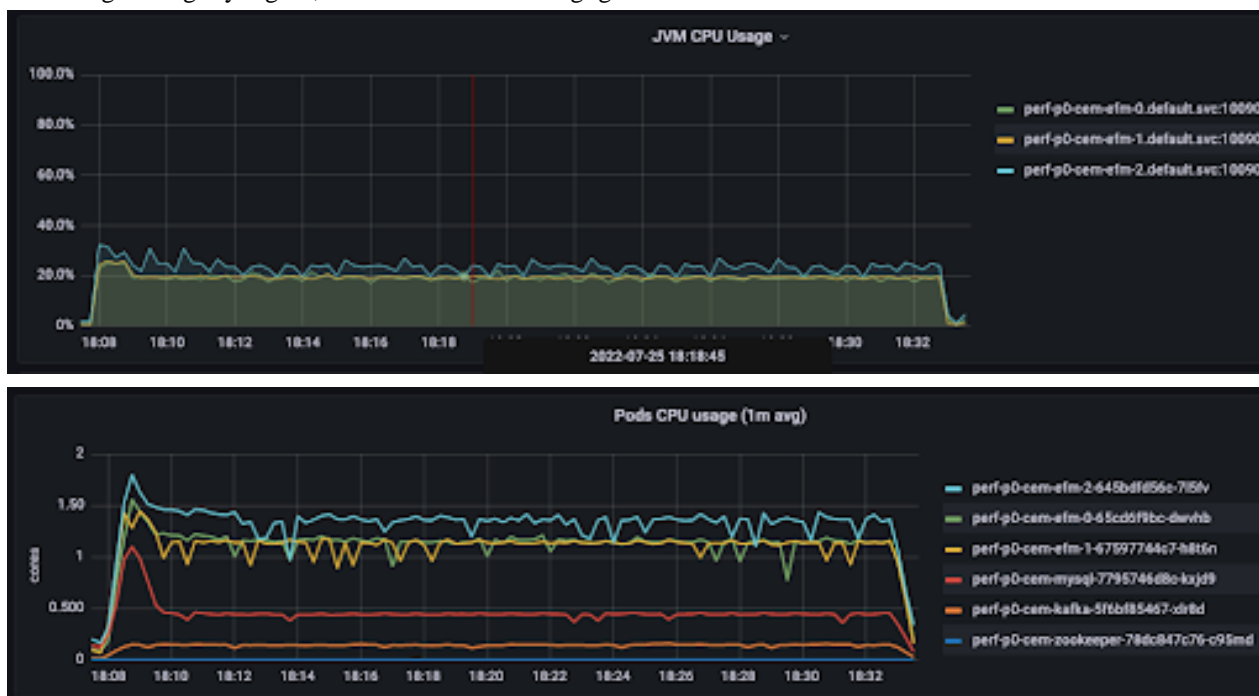 JVM CPU Usage
100.0%
80.0%
60.0%
40.0%
20.0%
0%
18:08 18:10 18:12 18:14 18:16 18:18 18:30 18:32
2022-07-25 18:18:45
perf-p0-cem-efm-0.default.svc:10090
perf-p0-cem-efm-1.default.svc:10090
perf-p0-cem-efm-2.default.svc:10090
Pods CPU usage (1m avg)
cores
2
1.50
1
0.500
0
18:08 18:10 18:12 18:14 18:16 18:18 18:20 18:22 18:24 18:26 18:28 18:30 18:32
perf-p0-cem-efm-2-645bdfd56c-7l5fv
perf-p0-cem-efm-0-65cd6f9bc-dwvhb
perf-p0-cem-efm-1-67597744c7-h8t6n
perf-p0-cem-mysql-7795746d8c-kxjd9
perf-p0-cem-kafka-5f6bf85467-xlr8d
perf-p0-cem-zookeeper-78dc847c76-c95md